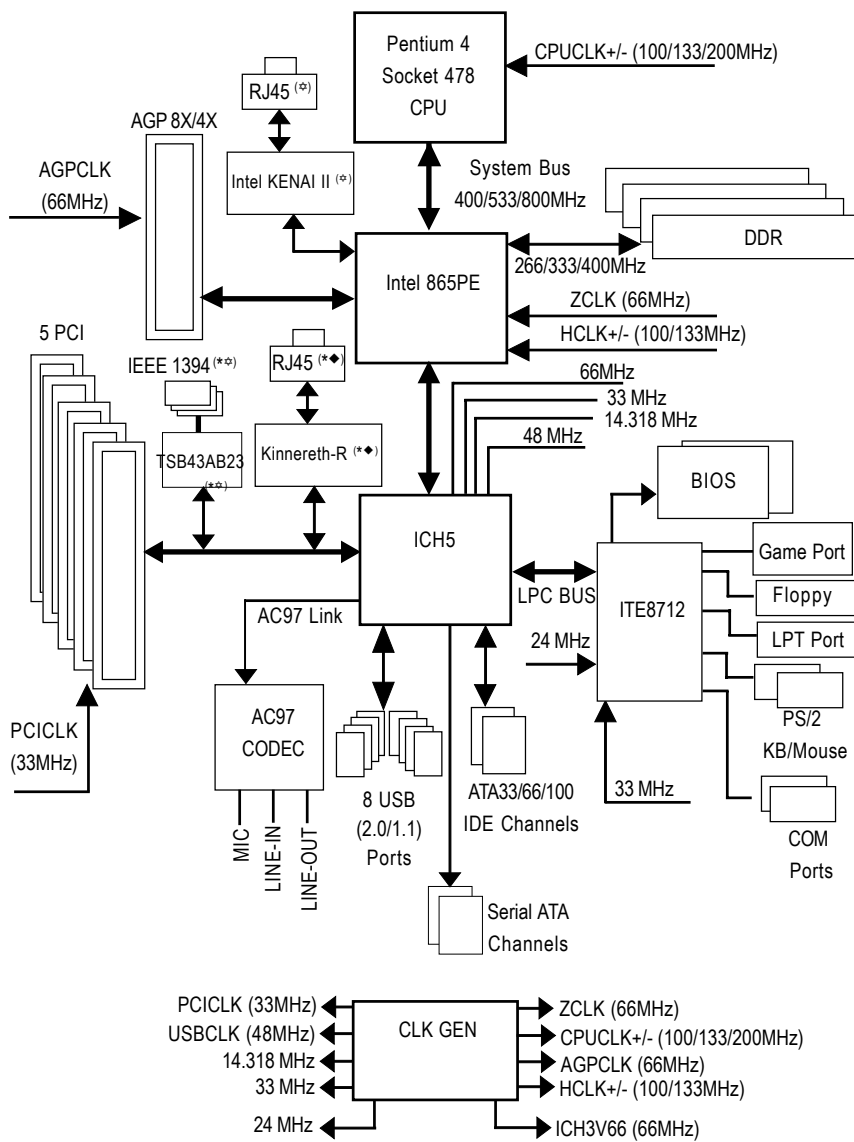 Pentium 4
Socket 478
CPU
CPUCLK+/- (100/133/200MHz)
RJ45 (✡)
AGP 8X/4X
AGPCLK
(66MHz)
Intel KENAI II (✡)
System Bus
400/533/800MHz
DDR
266/333/400MHz
Intel 865PE
ZCLK (66MHz)
HCLK+/- (100/133MHz)
5 PCI
IEEE 1394 (*✡)
RJ45 (*◆)
66MHz
33 MHz
14.318 MHz
48 MHz
TSB43AB23
(*✡)
Kinnereth-R (*◆)
BIOS
ICH5
Game Port
LPC BUS
ITE8712
Floppy
AC97 Link
24 MHz
LPT Port
PS/2
KB/Mouse
PCICLK
(33MHz)
AC97
CODEC
33 MHz
8 USB
(2.0/1.1)
Ports
ATA33/66/100
IDE Channels
MIC
LINE-IN
LINE-OUT
COM
Ports
Serial ATA
Channels
PCICLK (33MHz)
USBCLK (48MHz)
14.318 MHz
33 MHz
24 MHz
CLK GEN
ZCLK (66MHz)
CPUCLK+/- (100/133/200MHz)
AGPCLK (66MHz)
HCLK+/- (100/133MHz)
ICH3V66 (66MHz)